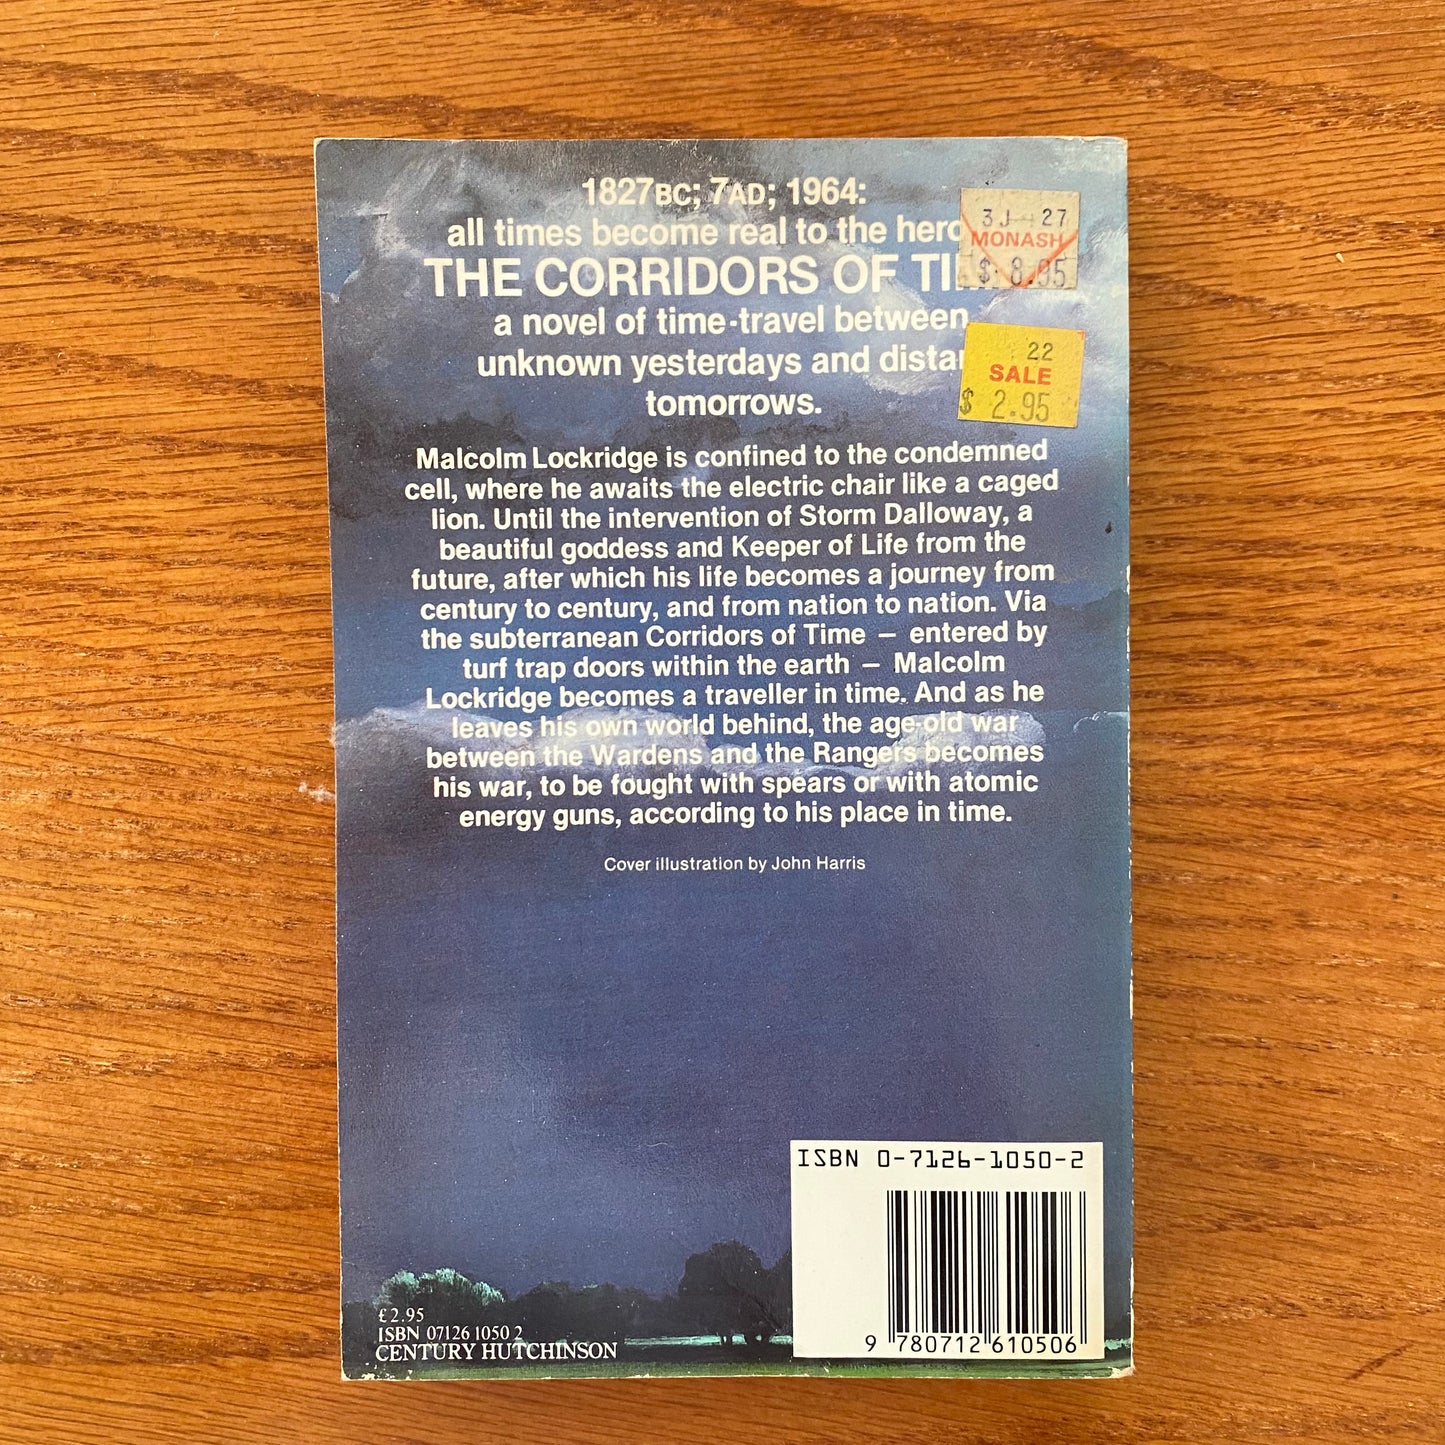 1827BC; 7AD; 1964:
all times become real to the hero
THE CORRIDORS OF
a novel of time-travel between
unknown yesterdays and
tomorrows.
3J 27
MONASH
$ 8.95
22
SALE
$ 2.95
Malcolm Lockridge is confined to the condemned
cell, where he awaits the electric chair like a caged
lion. Until the intervention of Storm Dalloway, a
beautiful goddess and Keeper of Life from the
future, after which his life becomes a journey from
century to century, and from nation to nation. Via
the subterranean Corridors of Time — entered by
turf trap doors within the earth — Malcolm
Lockridge becomes a traveller in time. And as he
leaves his own world behind, the age-old war
between the Wardens and the Rangers becomes
his war, to be fought with spears or with atomic
energy guns, according to his place in time.
Cover illustration by John Harris
ISBN 0-7126-1050-2
9 780712 610506
£2.95
ISBN 07126 1050 2
CENTURY HUTCHINSON